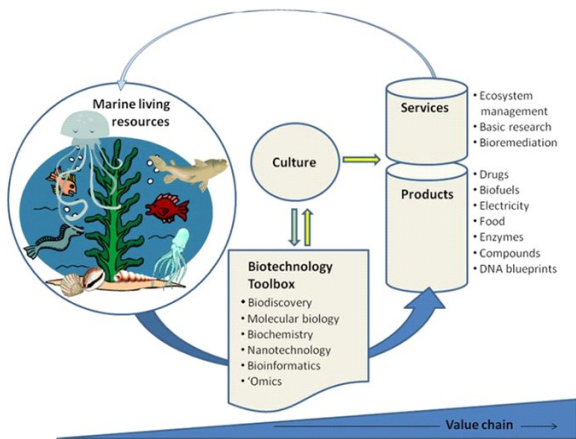 Marine living
resources
Culture
Services
• Ecosystem
management
• Basic research
• Bioremediation
Products
• Drugs
• Biofuels
• Electricity
• Food
• Enzymes
• Compounds
• DNA blueprints
Biotechnology
Toolbox
• Biodiscovery
• Molecular biology
• Biochemistry
• Nanotechnology
• Bioinformatics
• ‘Omics
Value chain